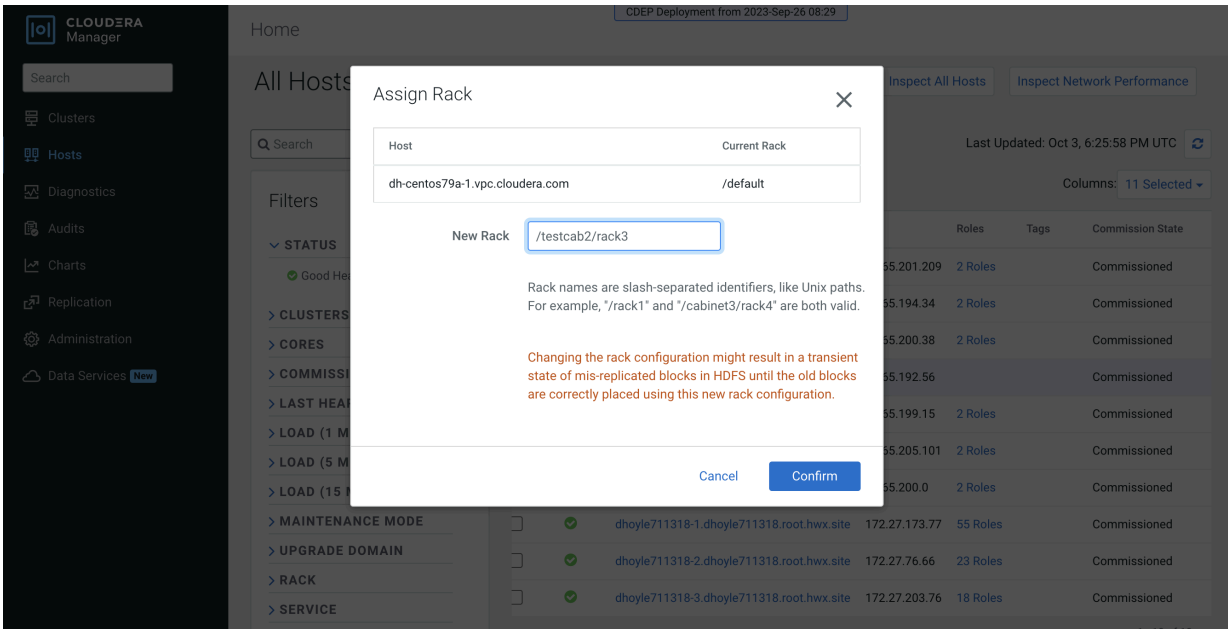 CLOUDERA
Manager
CDEP Deployment from 2023-Sep-26 08:29
Home
Search
All Hosts
Inspect All Hosts
Inspect Network Performance
Clusters
Hosts
Diagnostics
Audits
Charts
Replication
Administration
Data Services New
Search
Last Updated: Oct 3, 6:25:58 PM UTC
Columns: 11 Selected
Filters
STATUS
Good Hea
CLUSTERS
CORES
COMMISSI
LAST HEAR
LOAD (1 M
LOAD (5 M
LOAD (15 M
MAINTENANCE MODE
UPGRADE DOMAIN
RACK
SERVICE
Assign Rack
Host Current Rack
dh-centos79a-1.vpc.cloudera.com /default
New Rack /testcab2/rack3
Rack names are slash-separated identifiers, like Unix paths.
For example, "/rack1" and "/cabinet3/rack4" are both valid.
Changing the rack configuration might result in a transient
state of mis-replicated blocks in HDFS until the old blocks
are correctly placed using this new rack configuration.
Cancel Confirm
Roles Tags Commission State
65.201.209 2 Roles Commissioned
65.194.34 2 Roles Commissioned
65.200.38 2 Roles Commissioned
65.192.56 Commissioned
65.199.15 2 Roles Commissioned
65.205.101 2 Roles Commissioned
65.200.0 2 Roles Commissioned
dhoyle711318-1.dhoyle711318.root.hwx.site 172.27.173.77 55 Roles Commissioned
dhoyle711318-2.dhoyle711318.root.hwx.site 172.27.76.66 23 Roles Commissioned
dhoyle711318-3.dhoyle711318.root.hwx.site 172.27.203.76 18 Roles Commissioned